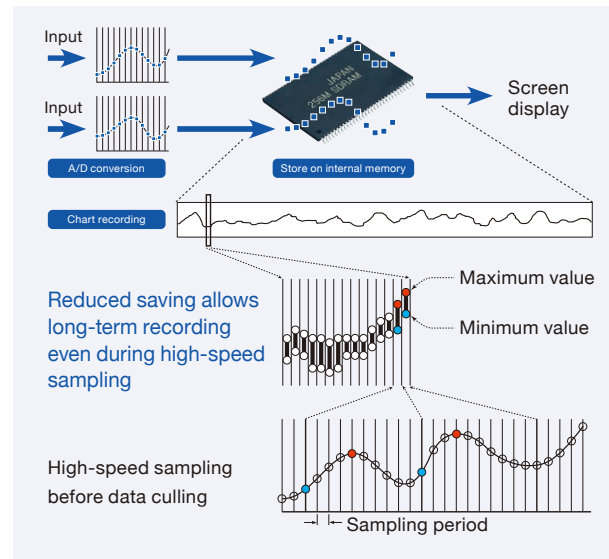 Input
Input
JAPAN
256M SDRAM
Screen
display
A/D conversion
Store on internal memory
Chart recording
Reduced saving allows
long-term recording
even during high-speed
sampling
Maximum value
Minimum value
High-speed sampling
before data culling
Sampling period